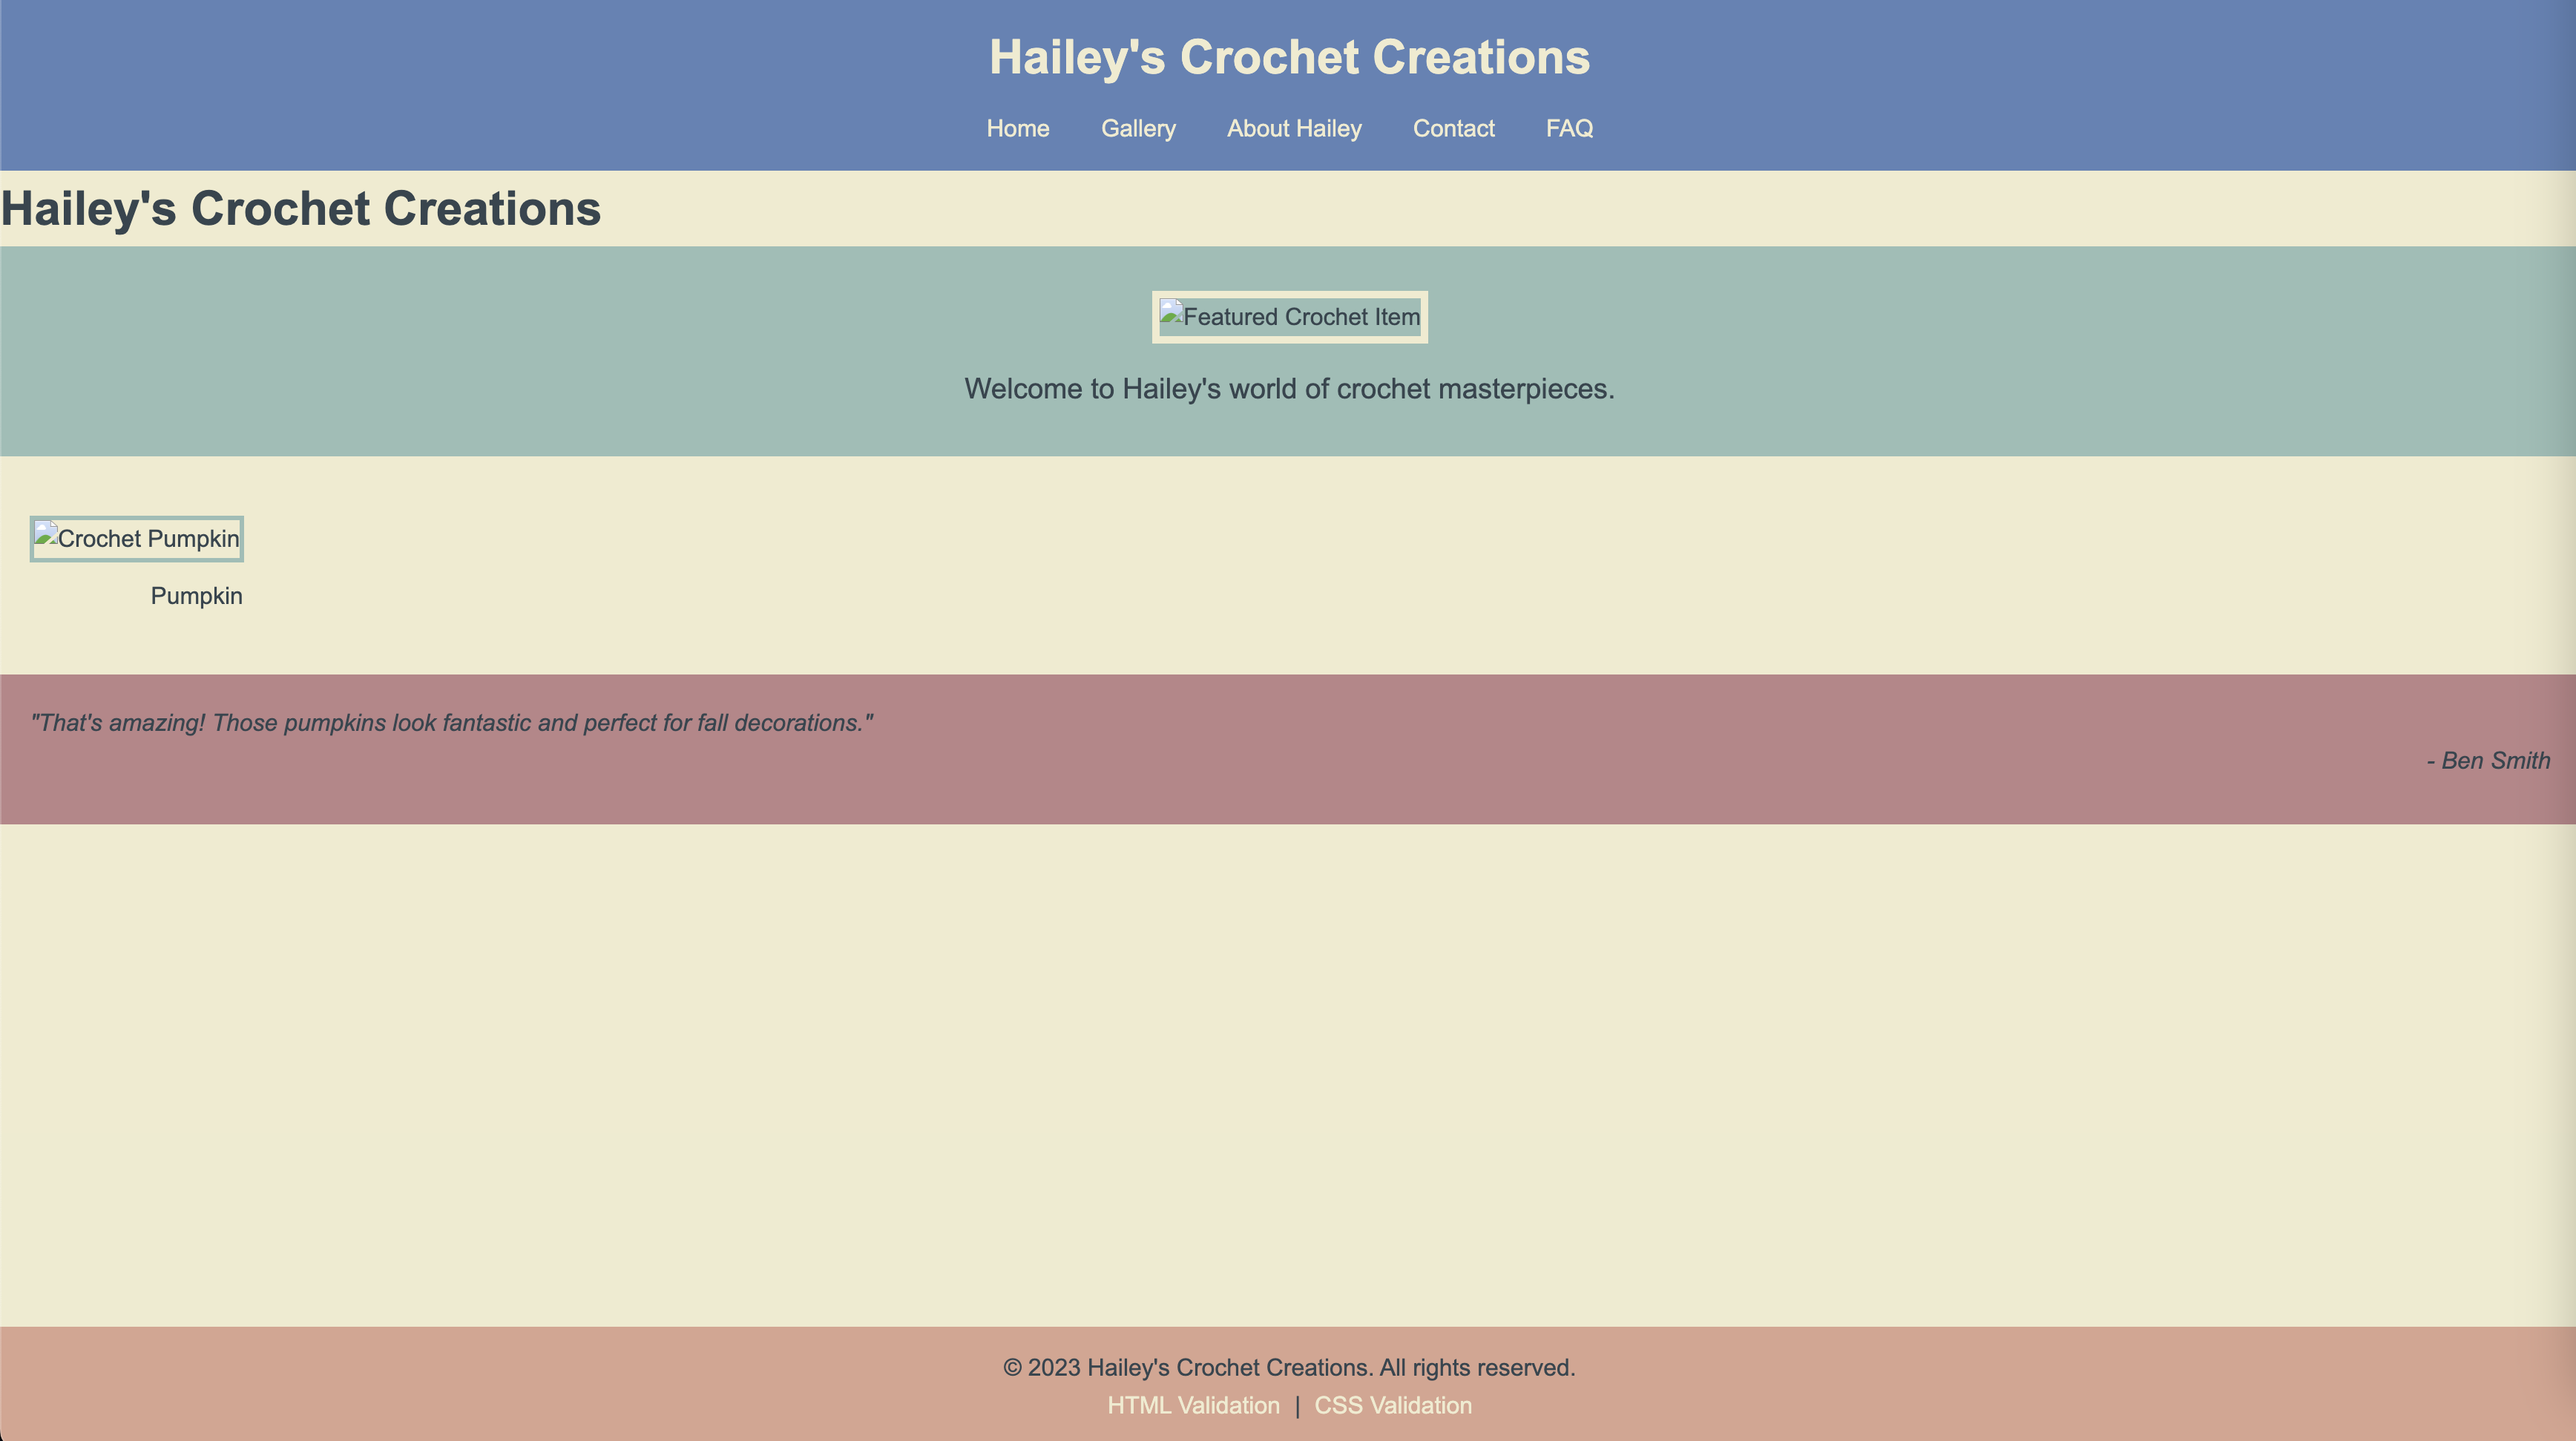 Hailey's Crochet Creations
Home Gallery About Hailey Contact FAQ
Hailey's Crochet Creations
Featured Crochet Item
Welcome to Hailey's world of crochet masterpieces.
Crochet Pumpkin
Pumpkin
"That's amazing! Those pumpkins look fantastic and perfect for fall decorations."
- Ben Smith
© 2023 Hailey's Crochet Creations. All rights reserved.
HTML Validation | CSS Validation